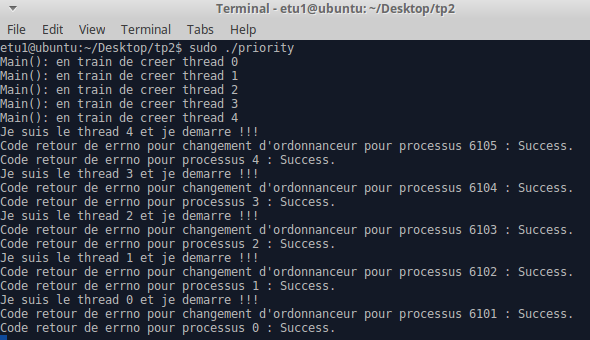 Terminal - etu1@ubuntu: ~/Desktop/tp2
File Edit View Terminal Tabs Help
etu1@ubuntu:~/Desktop/tp2$ sudo ./priority
Main(): en train de creer thread 0
Main(): en train de creer thread 1
Main(): en train de creer thread 2
Main(): en train de creer thread 3
Main(): en train de creer thread 4
Je suis le thread 4 et je demarre !!!
Code retour de errno pour changement d'ordonnanceur pour processus 6105 : Success.
Code retour de errno pour processus 4 : Success.
Je suis le thread 3 et je demarre !!!
Code retour de errno pour changement d'ordonnanceur pour processus 6104 : Success.
Code retour de errno pour processus 3 : Success.
Je suis le thread 2 et je demarre !!!
Code retour de errno pour changement d'ordonnanceur pour processus 6103 : Success.
Code retour de errno pour processus 2 : Success.
Je suis le thread 1 et je demarre !!!
Code retour de errno pour changement d'ordonnanceur pour processus 6102 : Success.
Code retour de errno pour processus 1 : Success.
Je suis le thread 0 et je demarre !!!
Code retour de errno pour changement d'ordonnanceur pour processus 6101 : Success.
Code retour de errno pour processus 0 : Success.